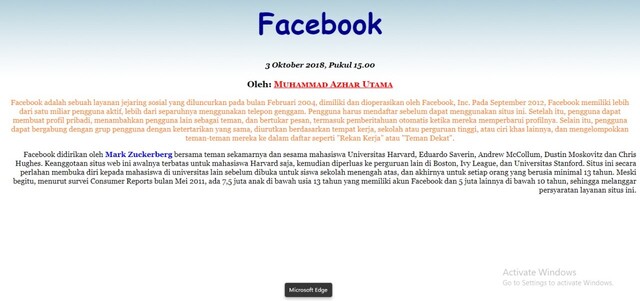 Facebook
3 Oktober 2018, Pukul 15.00
Oleh: MUHAMMAD AZHAR UTAMA
Facebook adalah sebuah layanan jejaring sosial yang diluncurkan pada bulan Februari 2004, dimiliki dan dioperasikan oleh Facebook, Inc. Pada September 2012, Facebook memiliki lebih
dari satu miliar pengguna aktif, lebih dari separuhnya menggunakan telepon genggam. Pengguna harus mendaftar sebelum dapat menggunakan situs ini. Setelah itu, pengguna dapat
membuat profil pribadi, menambahkan pengguna lain sebagai teman, dan bertukar pesan, termasuk pemberitahuan otomatis ketika mereka memperbarui profilnya. Selain itu, pengguna
dapat bergabung dengan grup pengguna dengan ketertarikan yang sama, diurutkan berdasarkan tempat kerja, sekolah atau perguruan tinggi, atau ciri khas lainnya, dan mengelompokkan
teman-teman mereka ke dalam daftar seperti "Rekan Kerja" atau "Teman Dekat".
Facebook didirikan oleh Mark Zuckerberg bersama teman sekamarnya dan sesama mahasiswa Universitas Harvard, Eduardo Saverin, Andrew McCollum, Dustin Moskovitz dan Chris
Hughes. Keanggotaan situs web ini awalnya terbatas untuk mahasiswa Harvard saja, kemudian diperluas ke perguruan lain di Boston, Ivy League, dan Universitas Stanford. Situs ini secara
perlahan membuka diri kepada mahasiswa di universitas lain sebelum dibuka untuk siswa sekolah menengah atas, dan akhirnya untuk setiap orang yang berusia minimal 13 tahun. Meski
begitu, menurut survei Consumer Reports bulan Mei 2011, ada 7,5 juta anak di bawah usia 13 tahun yang memiliki akun Facebook dan 5 juta lainnya di bawah 10 tahun, sehingga melanggar
persyaratan layanan situs ini.
Activate Windows
Go to Settings to activate Windows.
Microsoft Edge